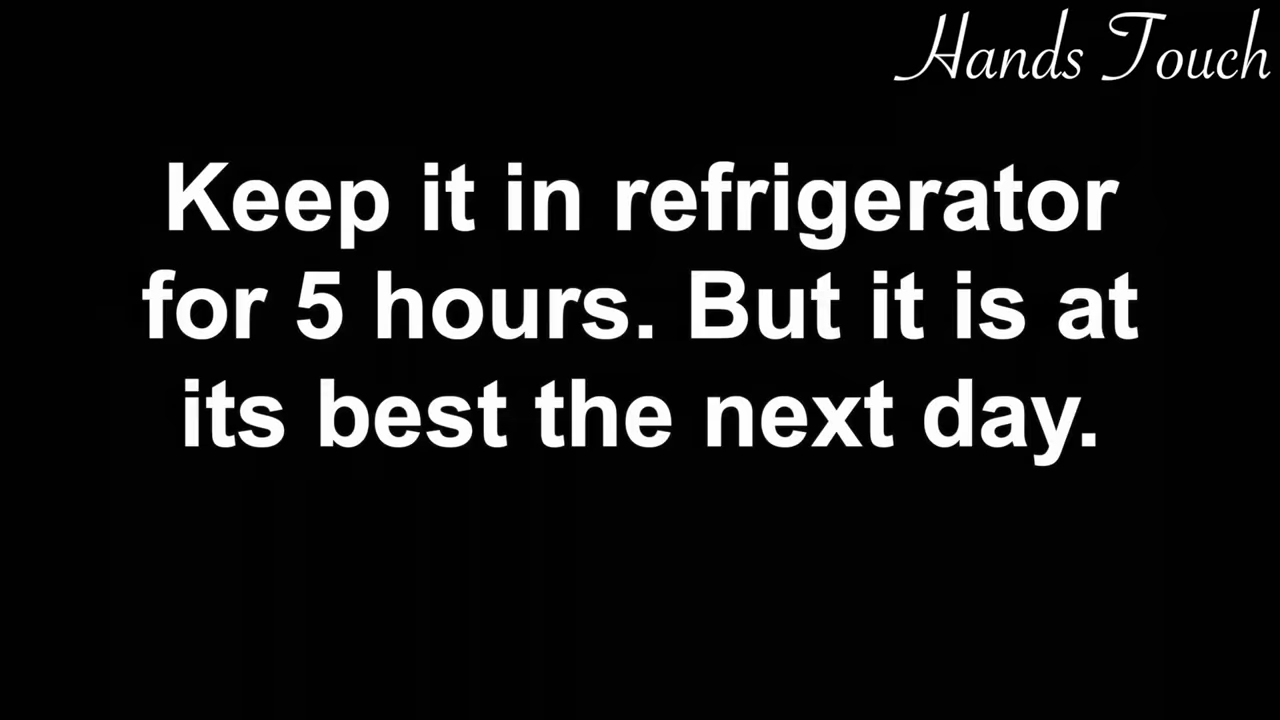 Hands Touch
Keep it in refrigerator
for 5 hours. But it is at
its best the next day.